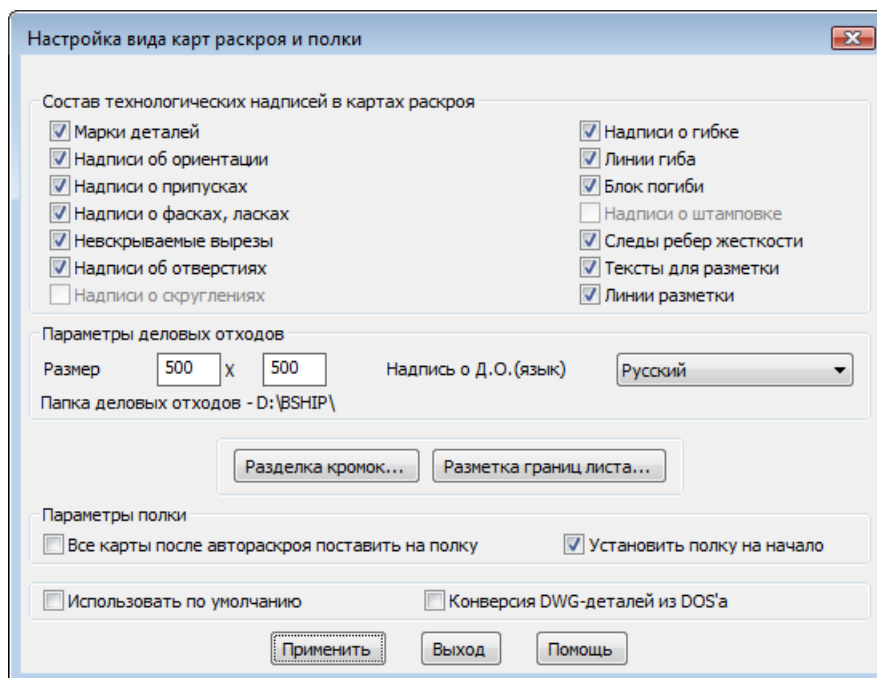 Настройка вида карт раскроя и полки
Состав технологических надписей в картах раскроя
Марки деталей
Надписи об ориентации
Надписи о припусках
Надписи о фасках, ласках
Невскрываемые вырезы
Надписи об отверстиях
Надписи о скруглениях
Надписи о гибке
Линии гиба
Блок погиби
Надписи о штамповке
Следы ребер жесткости
Тексты для разметки
Линии разметки
Параметры деловых отходов
Размер 500 X 500 Надпись о Д.О.(язык) Русский
Папка деловых отходов - D:\BSHIP\
Разделка кромок... Разметка границ листа...
Параметры полки
Все карты после автораскроя поставить на полку Установить полку на начало
Использовать по умолчанию Конверсия DWG-деталей из DOS'а
Применить Выход Помощь